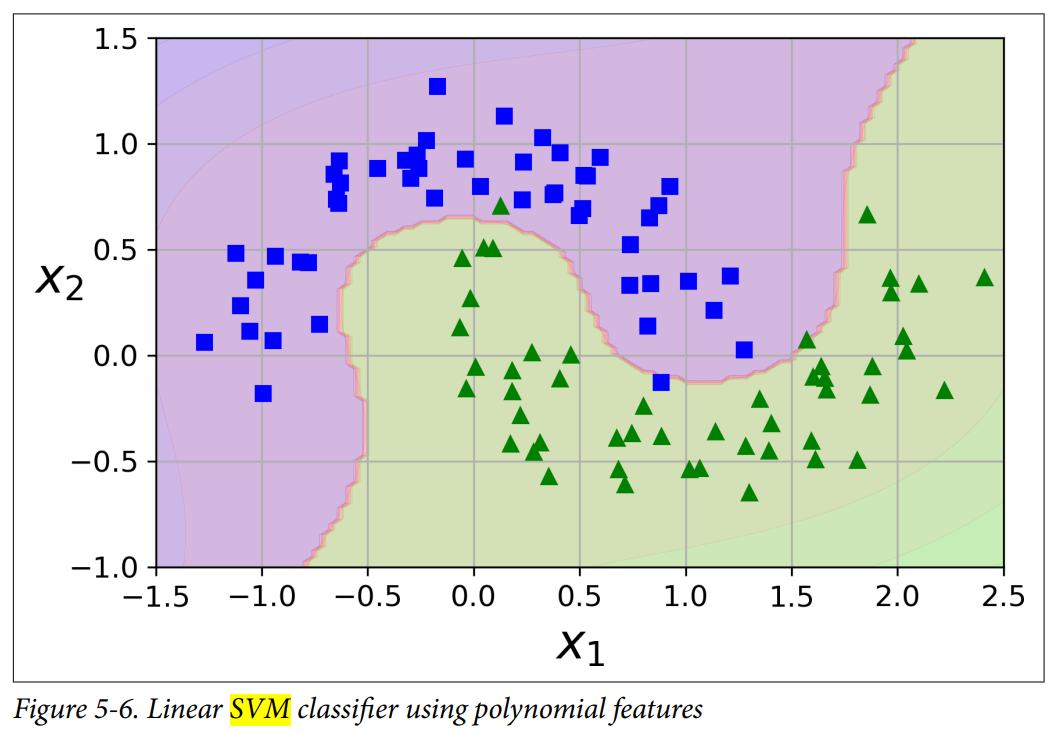 1.5
1.0
0.5
0.0
−0.5
−1.0
x2
−1.5 −1.0 −0.5 0.0 0.5 1.0 1.5 2.0 2.5
x1
Figure 5-6. Linear SVM classifier using polynomial features